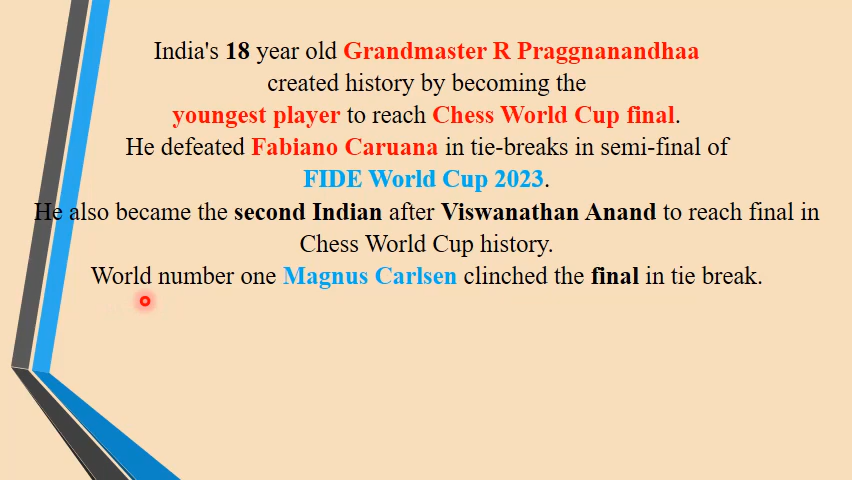 India's 18 year old Grandmaster R Praggnanandhaa
created history by becoming the
youngest player to reach Chess World Cup final.
He defeated Fabiano Caruana in tie-breaks in semi-final of
FIDE World Cup 2023.
He also became the second Indian after Viswanathan Anand to reach final in
Chess World Cup history.
World number one Magnus Carlsen clinched the final in tie break.